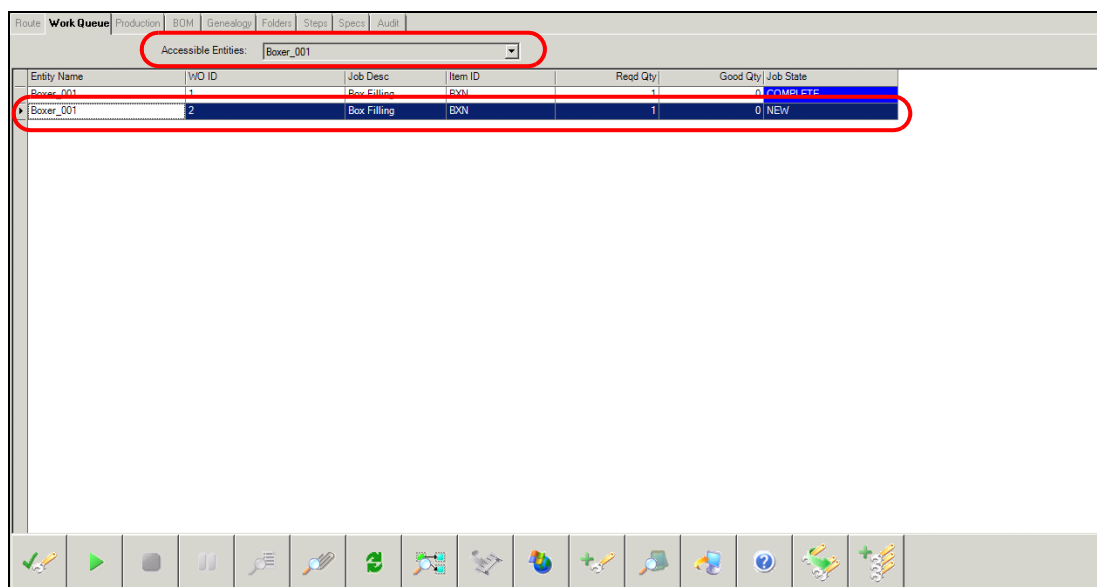 Route Work Queue Production BOM Genealogy Folders Steps Specs Audit
Accessible Entities: Boxer_001
Entity Name WO ID Job Desc Item ID Reqd Qty Good Qty Job State
Boxer_001 1 Box Filling BXN 1 0 COMPLETE
Boxer_001 2 Box Filling BXN 1 0 NEW